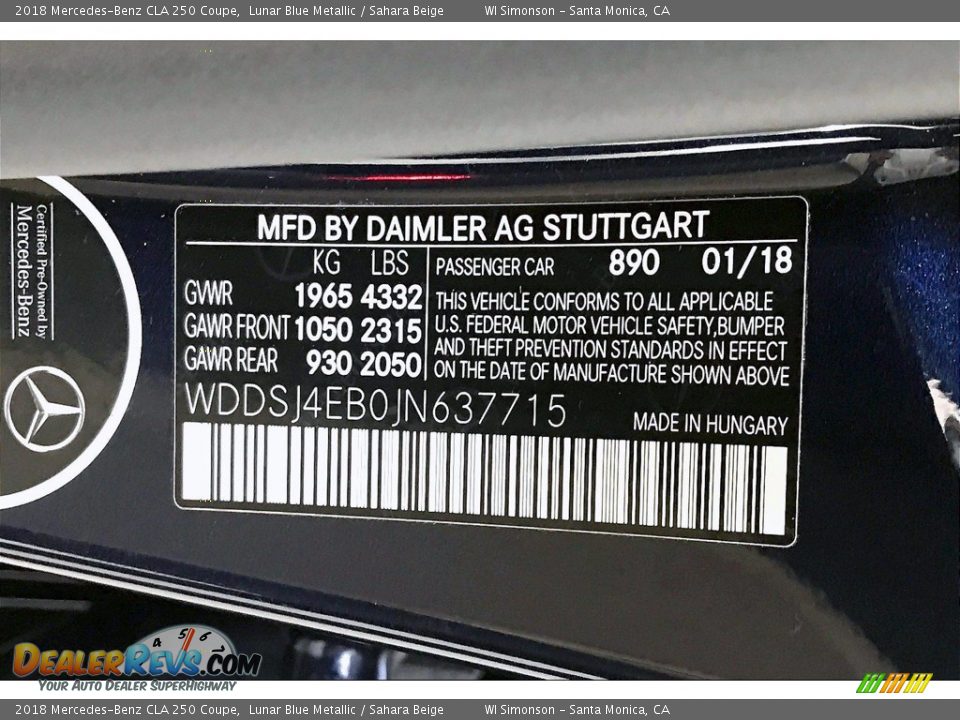 2018 Mercedes-Benz CLA 250 Coupe, Lunar Blue Metallic / Sahara Beige WI Simonson - Santa Monica, CA
Certified Pre-Owned by
Mercedes-Benz
MFD BY DAIMLER AG STUTTGART
KG LBS
GVWR 1965 4332
GAWR FRONT 1050 2315
GAWR REAR 930 2050
PASSENGER CAR 890 01/18
THIS VEHICLE CONFORMS TO ALL APPLICABLE
U.S. FEDERAL MOTOR VEHICLE SAFETY,BUMPER
AND THEFT PREVENTION STANDARDS IN EFFECT
ON THE DATE OF MANUFACTURE SHOWN ABOVE
WDDSJ4EB0JN637715
MADE IN HUNGARY
4 5 6
DEALERREVS.COM
YOUR AUTO DEALER SUPERHIGHWAY
2018 Mercedes-Benz CLA 250 Coupe, Lunar Blue Metallic / Sahara Beige WI Simonson - Santa Monica, CA